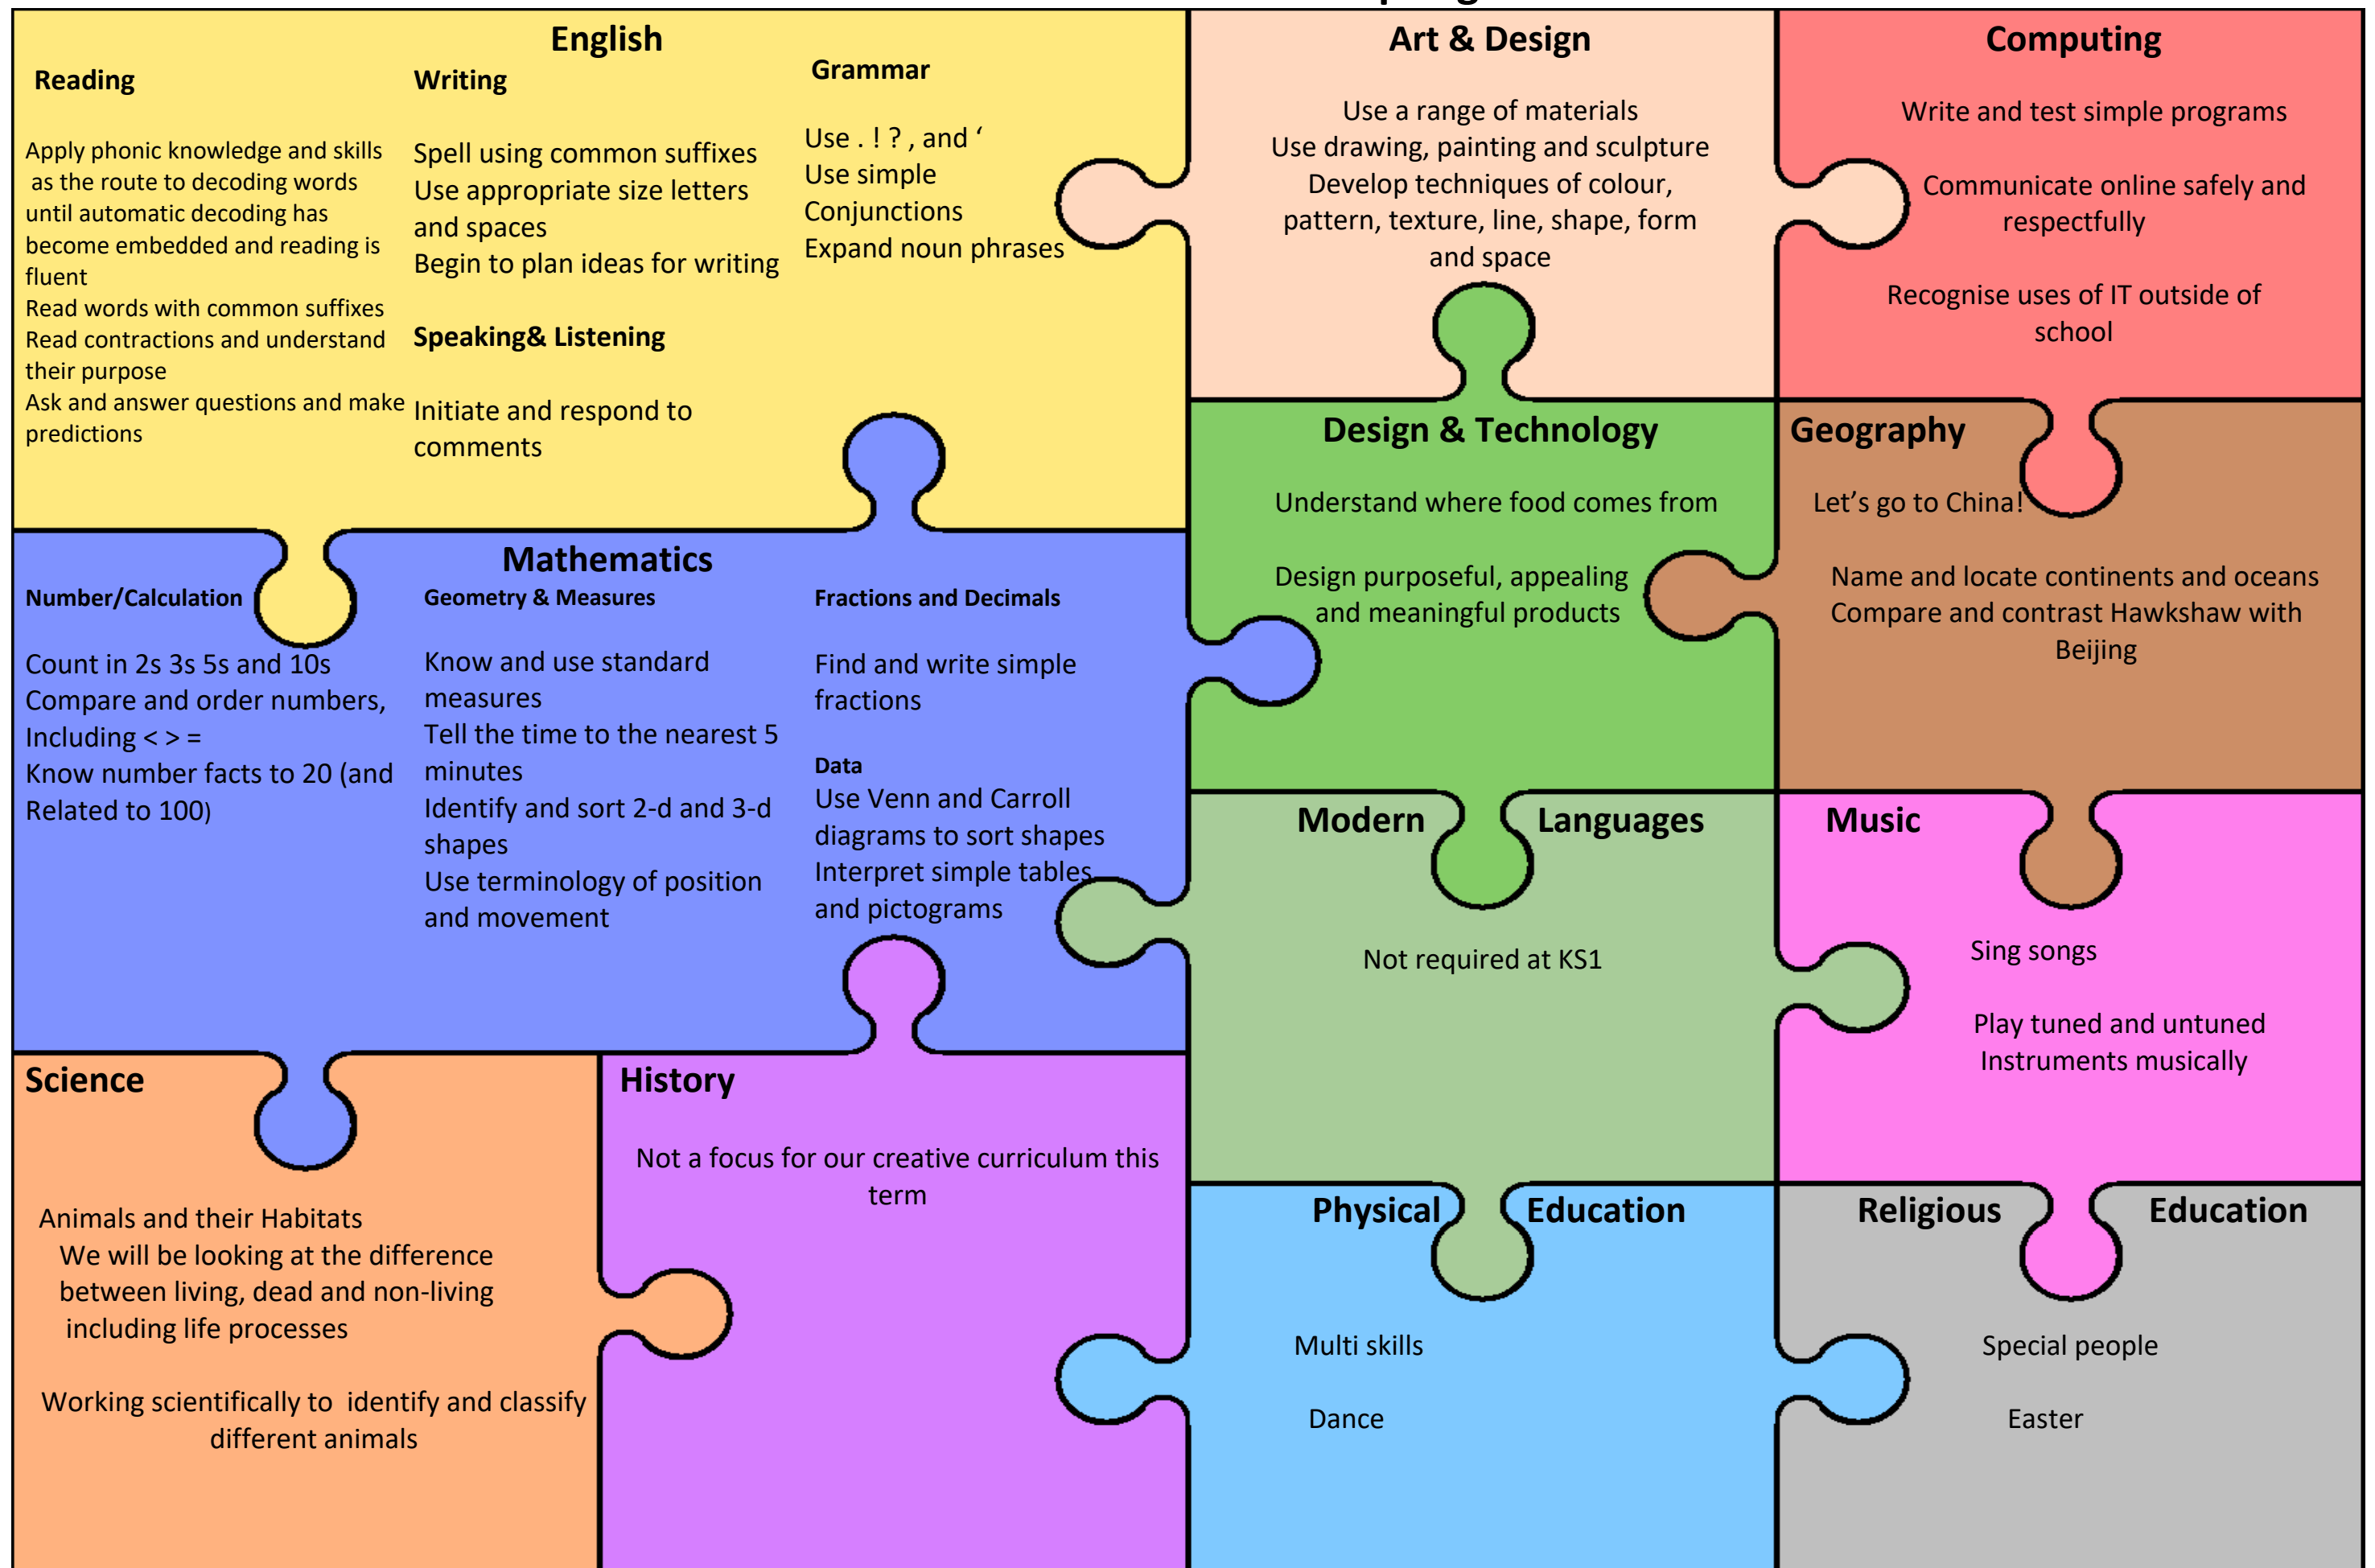 English
Reading
Apply phonic knowledge and skills
as the route to decoding words
until automatic decoding has
become embedded and reading is
fluent
Read words with common suffixes
Read contractions and understand
their purpose
Ask and answer questions and make
predictions
Writing
Spell using common suffixes
Use appropriate size letters
and spaces
Begin to plan ideas for writing
Speaking& Listening
Initiate and respond to
comments
Grammar
Use . ! ? , and ‘
Use simple
Conjunctions
Expand noun phrases
Art & Design
Use a range of materials
Use drawing, painting and sculpture
Develop techniques of colour,
pattern, texture, line, shape, form
and space
Computing
Write and test simple programs
Communicate online safely and
respectfully
Recognise uses of IT outside of
school
Design & Technology
Understand where food comes from
Design purposeful, appealing
and meaningful products
Geography
Let’s go to China!
Name and locate continents and oceans
Compare and contrast Hawkshaw with
Beijing
Mathematics
Number/Calculation
Count in 2s 3s 5s and 10s
Compare and order numbers,
Including < > =
Know number facts to 20 (and
Related to 100)
Geometry & Measures
Know and use standard
measures
Tell the time to the nearest 5
minutes
Identify and sort 2-d and 3-d
shapes
Use terminology of position
and movement
Fractions and Decimals
Find and write simple
fractions
Data
Use Venn and Carroll
diagrams to sort shapes
Interpret simple tables
and pictograms
Modern Languages
Not required at KS1
Music
Sing songs
Play tuned and untuned
Instruments musically
Science
Animals and their Habitats
We will be looking at the difference
between living, dead and non-living
including life processes
Working scientifically to identify and classify
different animals
History
Not a focus for our creative curriculum this
term
Physical Education
Multi skills
Dance
Religious Education
Special people
Easter